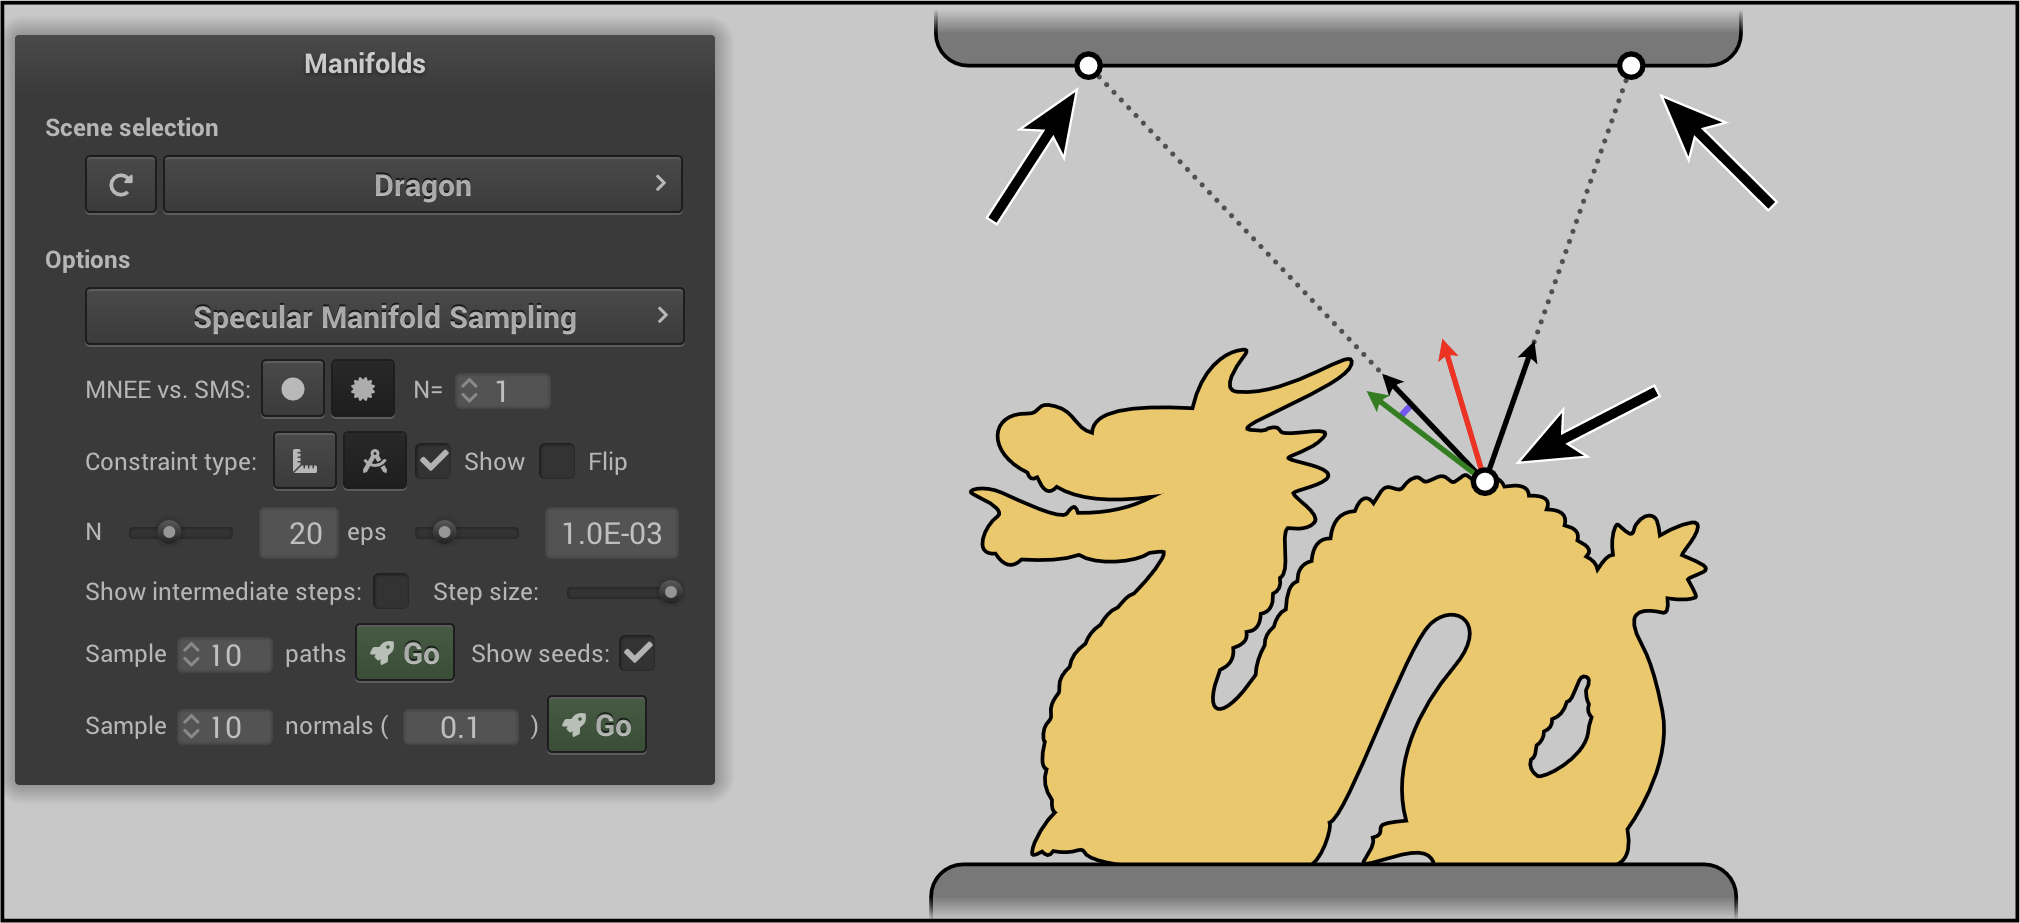 Manifolds
Scene selection
Dragon
Options
Specular Manifold Sampling
MNEE vs. SMS: N= 1
Constraint type: Show Flip
N 20 eps 1.0E-03
Show intermediate steps: Step size:
Sample 10 paths Go Show seeds:
Sample 10 normals ( 0.1 ) Go